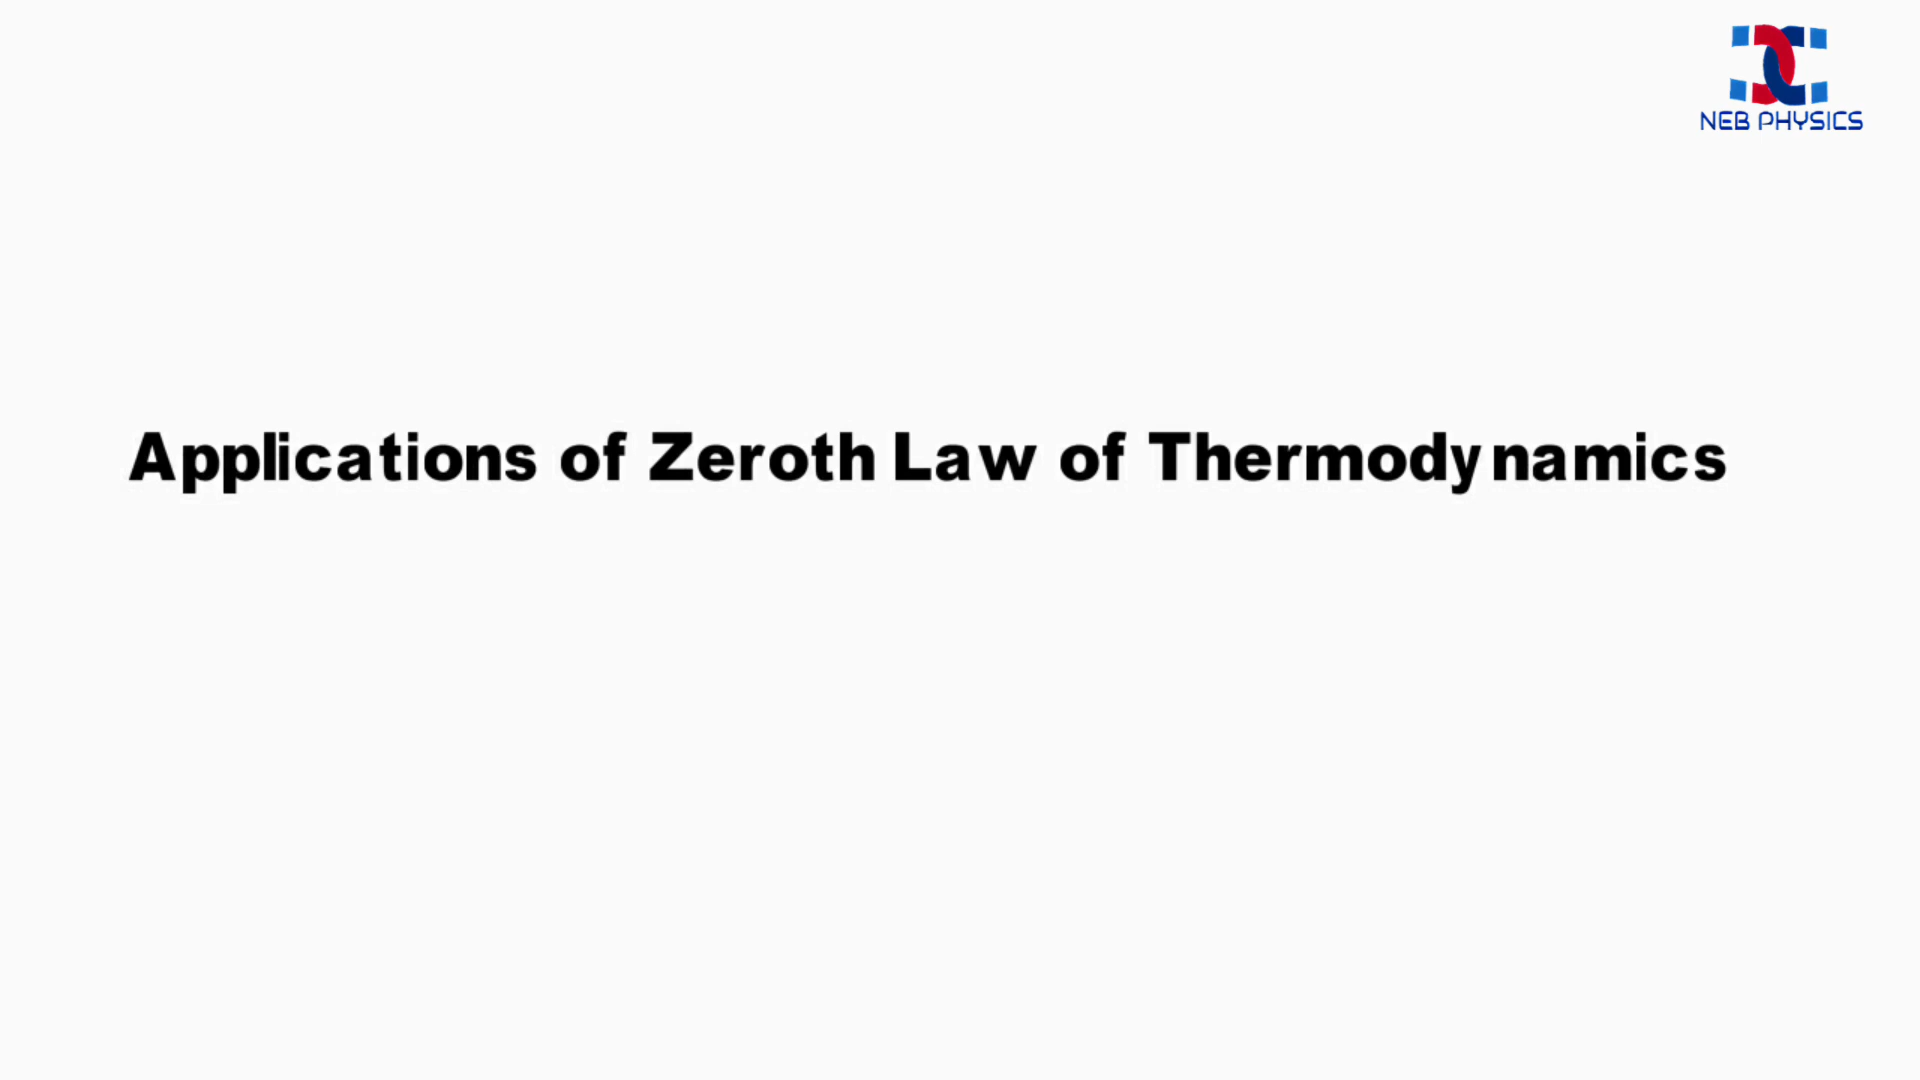 NEB PHYSICS
Applications of Zeroth Law of Thermodynamics